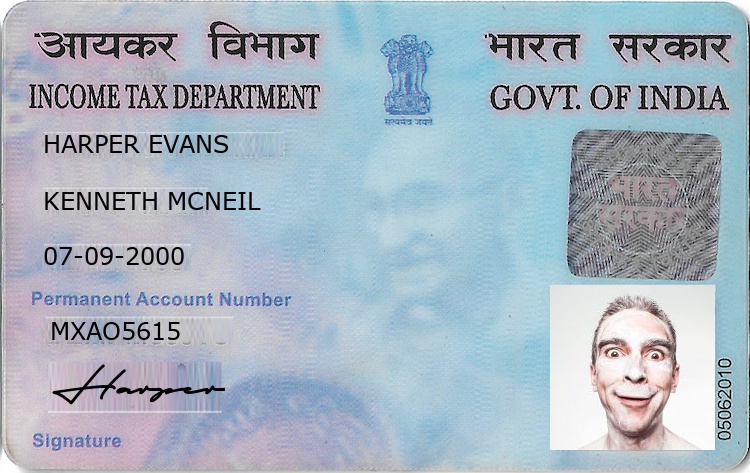 आयकर विभाग भारत सरकार
INCOME TAX DEPARTMENT GOVT. OF INDIA
सत्यमेव जयते
HARPER EVANS
भारत
सरकार
KENNETH MCNEIL
07-09-2000
Permanent Account Number
MXAO5615
Harper
05062010
Signature